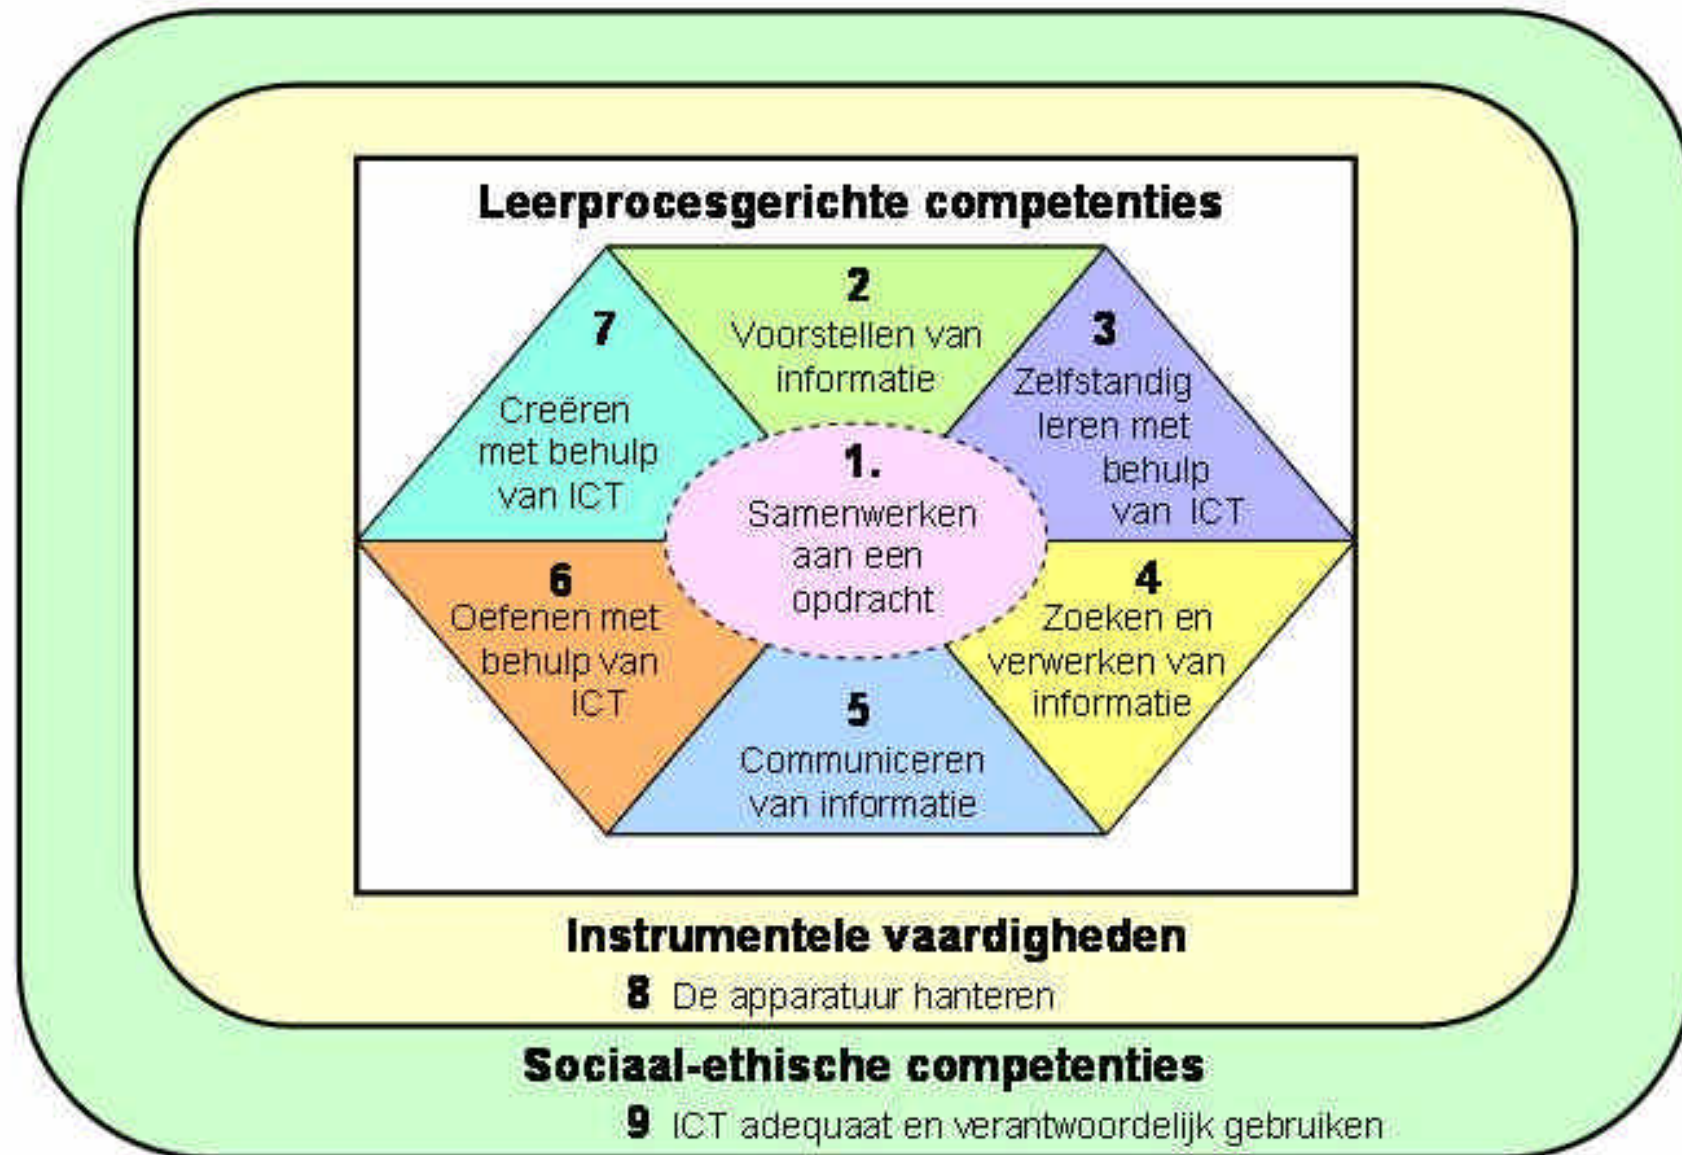 Leerprocesgerichte competenties
2
Voorstellen van
informatie
3
Zelfstandig
leren met
behulp
van ICT
7
Creëren
met behulp
van ICT
1.
Samenwerken
aan een
opdracht
6
Oefenen met
behulp van
ICT
4
Zoeken en
verwerken van
informatie
5
Communiceren
van informatie
Instrumentele vaardigheden
8 De apparatuur hanteren
Sociaal-ethische competenties
9 ICT adequaat en verantwoordelijk gebruiken